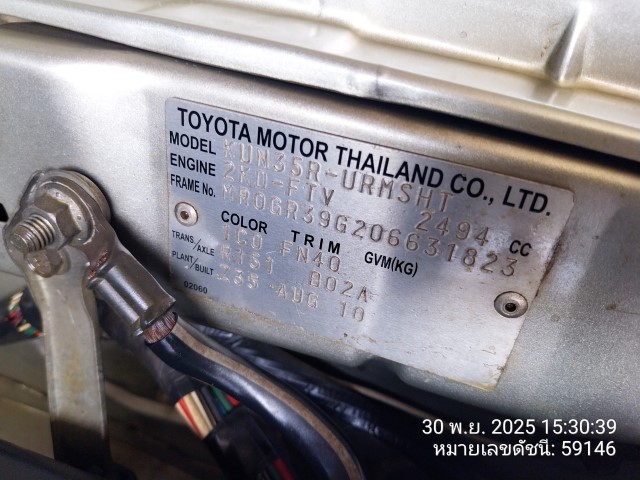 TOYOTA MOTOR THAILAND CO., LTD.
MODEL KUN35R-URMSHT
ENGINE 2KD-FTV 2494 CC
FRAME NO. MR0GR39G206631823
COLOR TRIM GVM(KG)
1C0 FN40
TRANS./AXLE R151 B02A
PLANT/BUILT S35 AUG 10
02060
30 พ.ย. 2025 15:30:39
หมายเลขดัชนี: 59146